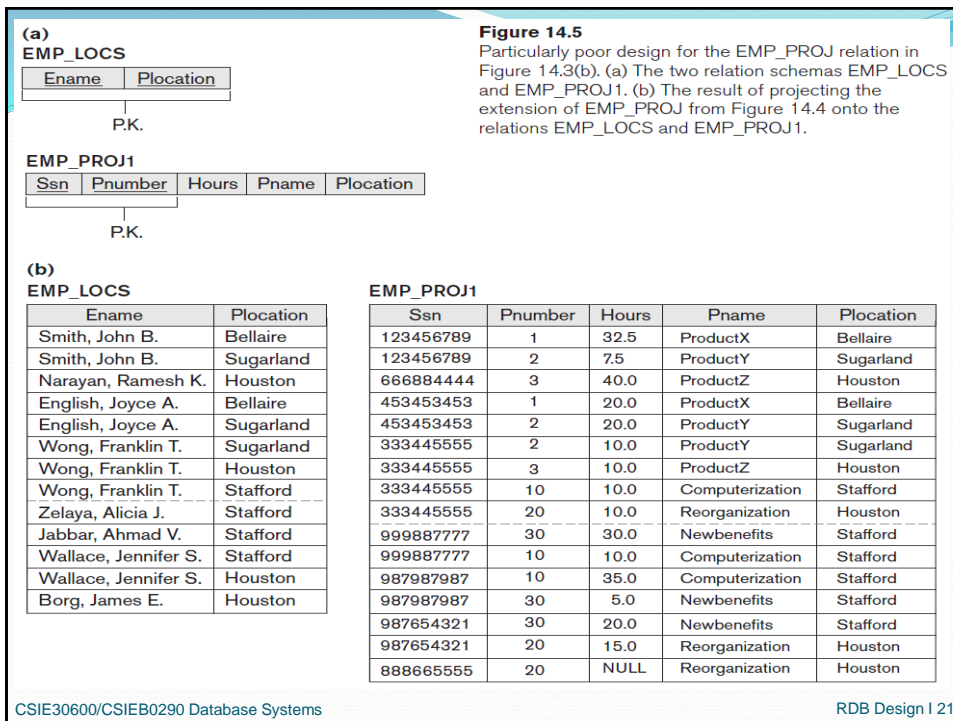 (a)
EMP_LOCS
Ename Plocation
P.K.
Figure 14.5
Particularly poor design for the EMP_PROJ relation in
Figure 14.3(b). (a) The two relation schemas EMP_LOCS
and EMP_PROJ1. (b) The result of projecting the
extension of EMP_PROJ from Figure 14.4 onto the
relations EMP_LOCS and EMP_PROJ1.
EMP_PROJ1
Ssn Pnumber Hours Pname Plocation
P.K.
(b)
EMP_LOCS
Ename Plocation
Smith, John B. Bellaire
Smith, John B. Sugarland
Narayan, Ramesh K. Houston
English, Joyce A. Bellaire
English, Joyce A. Sugarland
Wong, Franklin T. Sugarland
Wong, Franklin T. Houston
Wong, Franklin T. Stafford
Zelaya, Alicia J. Stafford
Jabbar, Ahmad V. Stafford
Wallace, Jennifer S. Stafford
Wallace, Jennifer S. Houston
Borg, James E. Houston
EMP_PROJ1
Ssn Pnumber Hours Pname Plocation
123456789 1 32.5 ProductX Bellaire
123456789 2 7.5 ProductY Sugarland
666884444 3 40.0 ProductZ Houston
453453453 1 20.0 ProductX Bellaire
453453453 2 20.0 ProductY Sugarland
333445555 2 10.0 ProductY Sugarland
333445555 3 10.0 ProductZ Houston
333445555 10 10.0 Computerization Stafford
333445555 20 10.0 Reorganization Houston
999887777 30 30.0 Newbenefits Stafford
999887777 10 10.0 Computerization Stafford
987987987 10 35.0 Computerization Stafford
987987987 30 5.0 Newbenefits Stafford
987654321 30 20.0 Newbenefits Stafford
987654321 20 15.0 Reorganization Houston
888665555 20 NULL Reorganization Houston
CSIE30600/CSIEB0290 Database Systems
RDB Design I 21